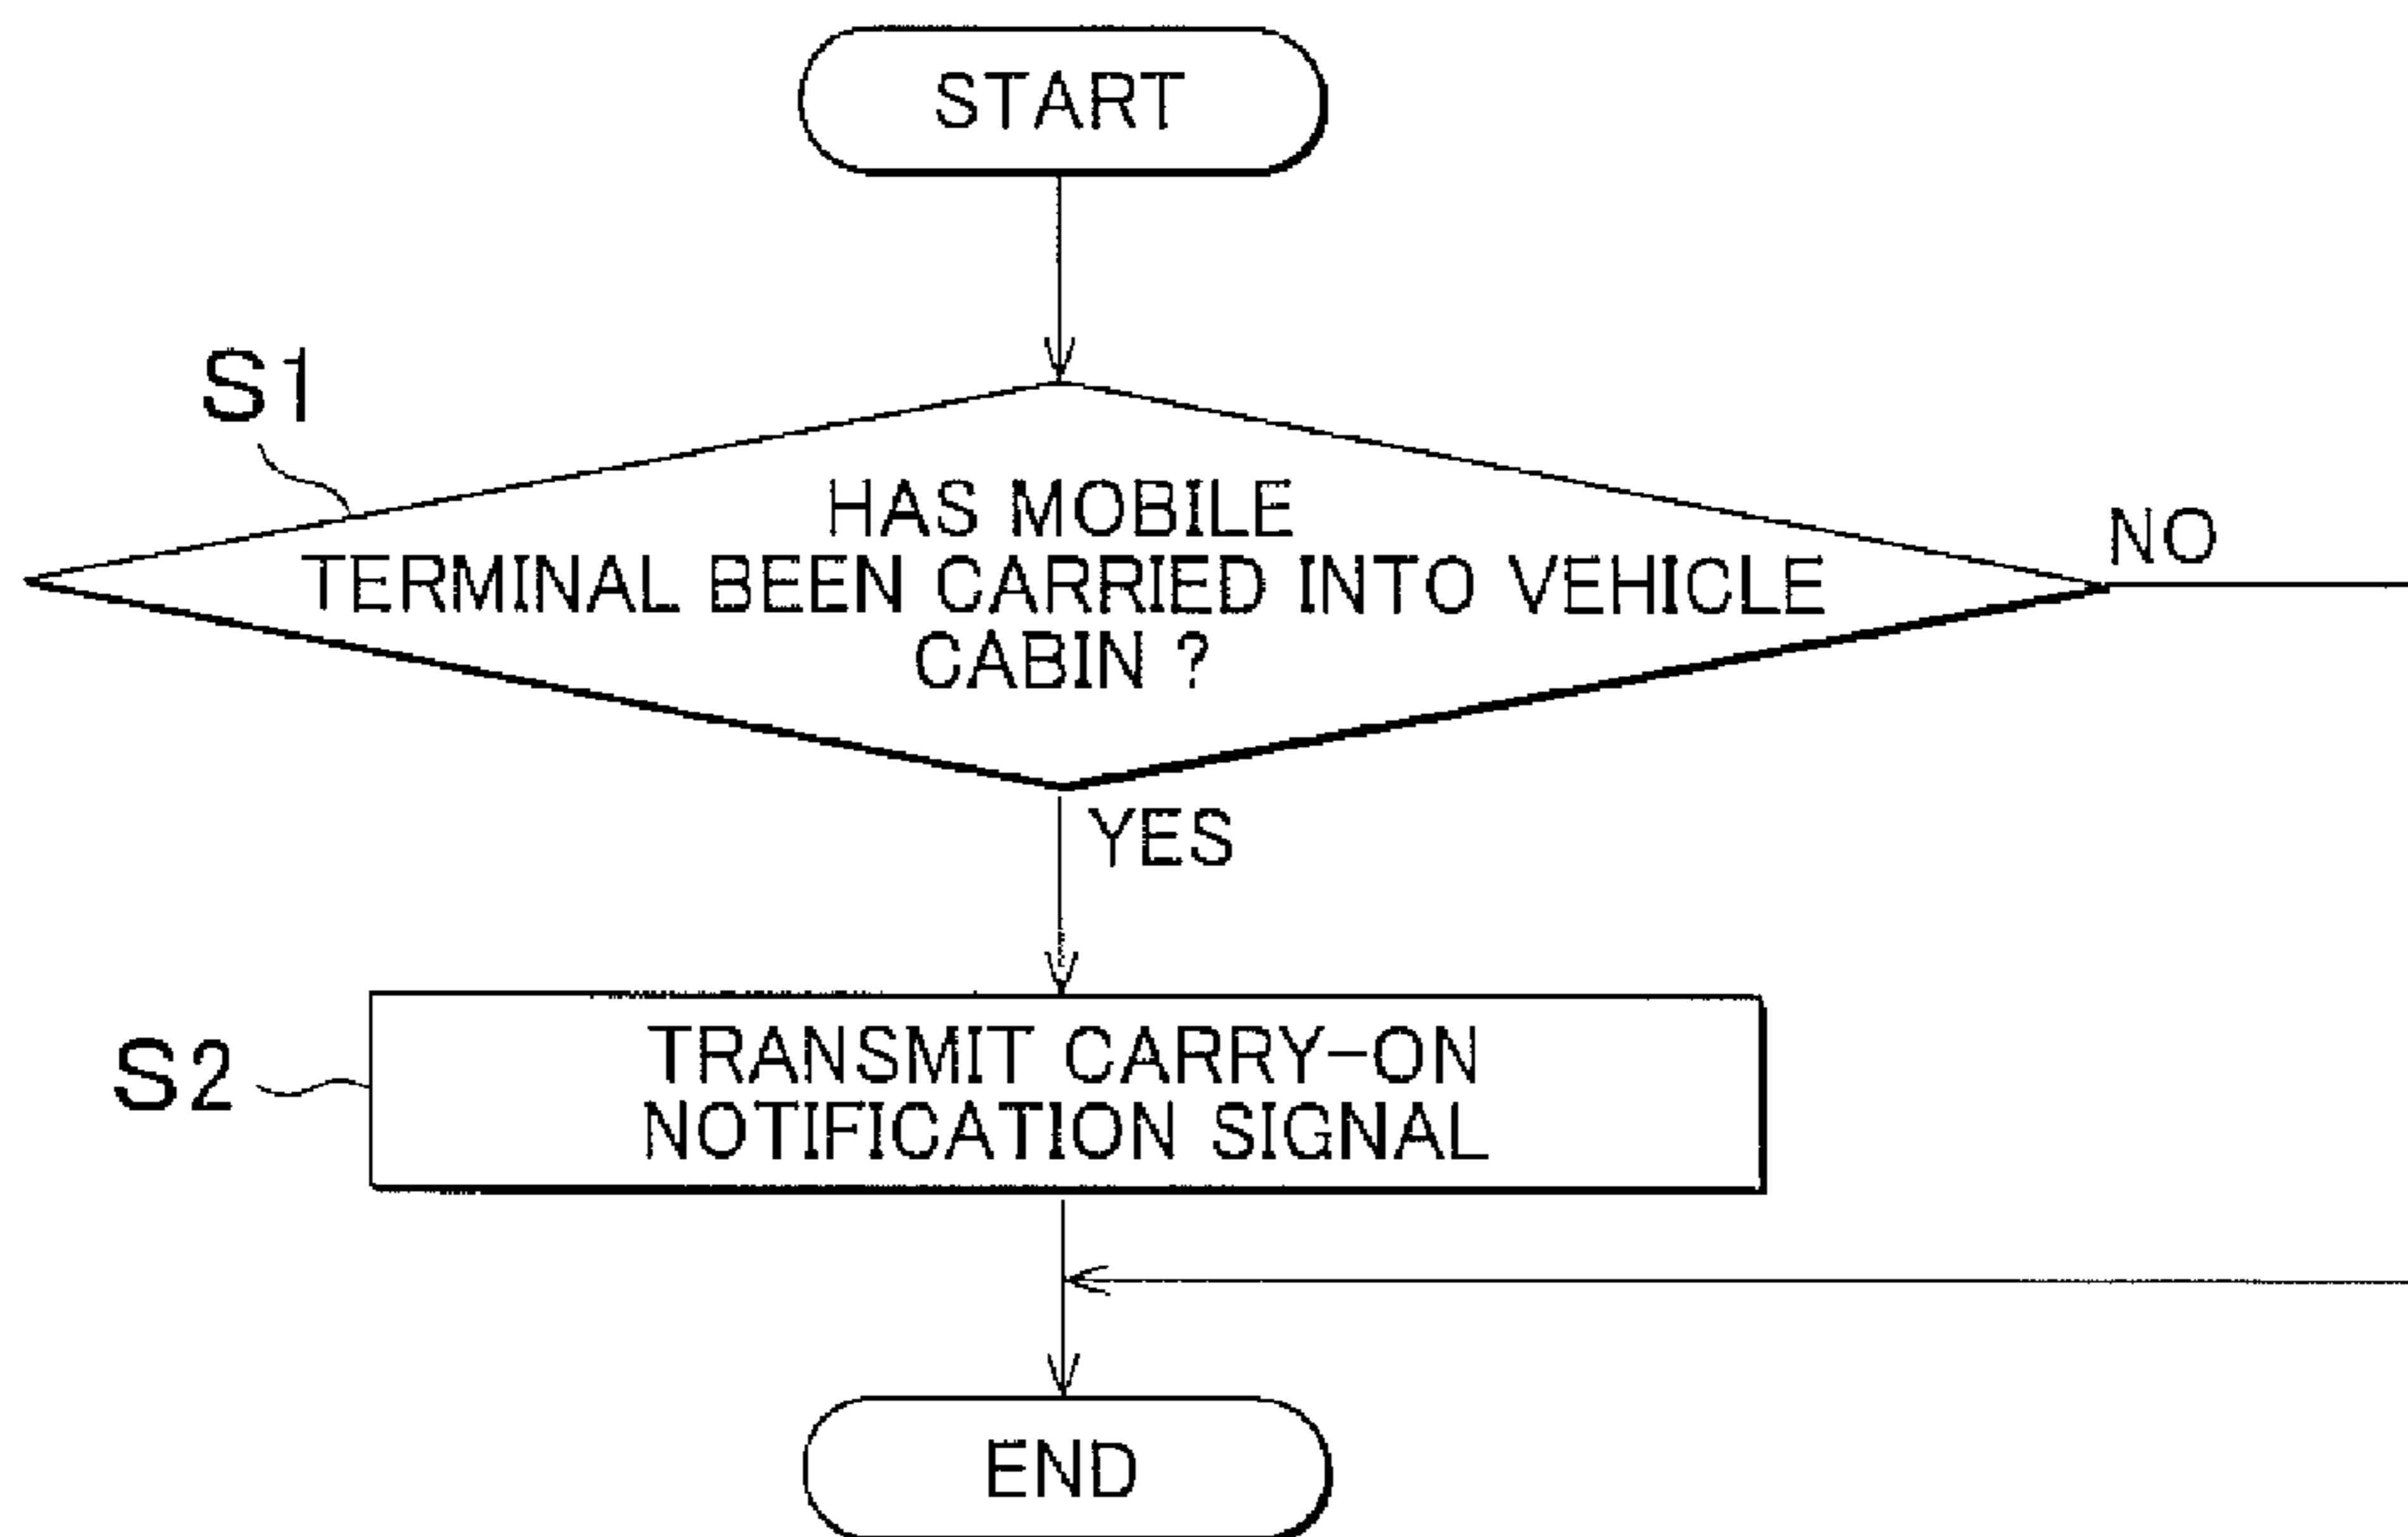 START
S1
HAS MOBILE
TERMINAL BEEN CARRIED INTO VEHICLE
CABIN ?
NO
YES
S2
TRANSMIT CARRY-ON
NOTIFICATION SIGNAL
END